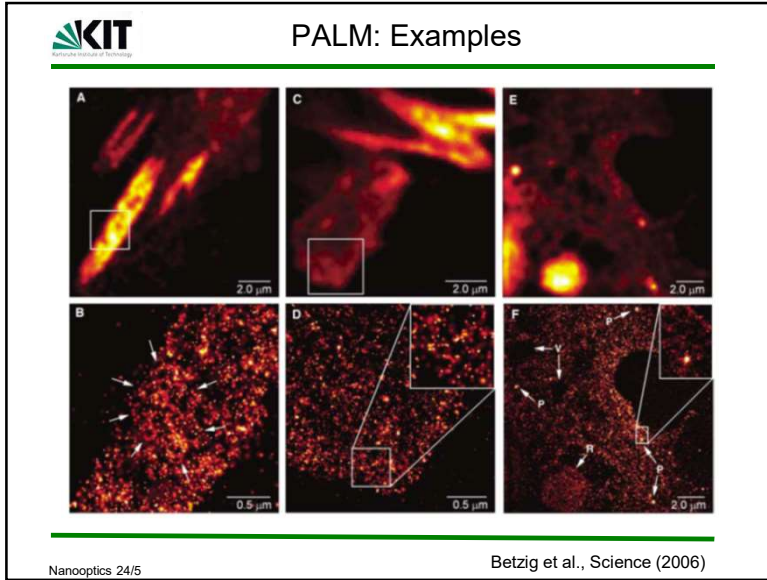 KIT
Karlsruhe Institute of Technology
PALM: Examples
A
C
E
2.0 µm
2.0 µm
2.0 µm
B
D
F
P
V
P
R
P
0.5 µm
0.5 µm
2.0 µm
Betzig et al., Science (2006)
Nanooptics 24/5